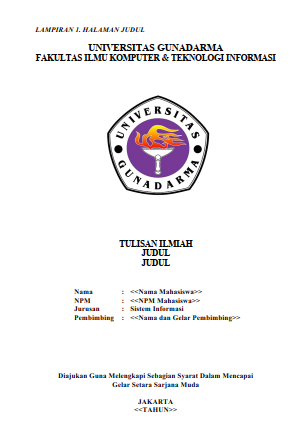 LAMPIRAN 1. HALAMAN JUDUL
UNIVERSITAS GUNADARMA
FAKULTAS ILMU KOMPUTER & TEKNOLOGI INFORMASI
UNIVERSITAS
GUNADARMA
TULISAN ILMIAH
JUDUL
JUDUL
Nama : <<Nama Mahasiswa>>
NPM : <<NPM Mahasiswa>>
Jurusan : Sistem Informasi
Pembimbing : <<Nama dan Gelar Pembimbing>>
Diajukan Guna Melengkapi Sebagian Syarat Dalam Mencapai
Gelar Setara Sarjana Muda
JAKARTA
<<TAHUN>>